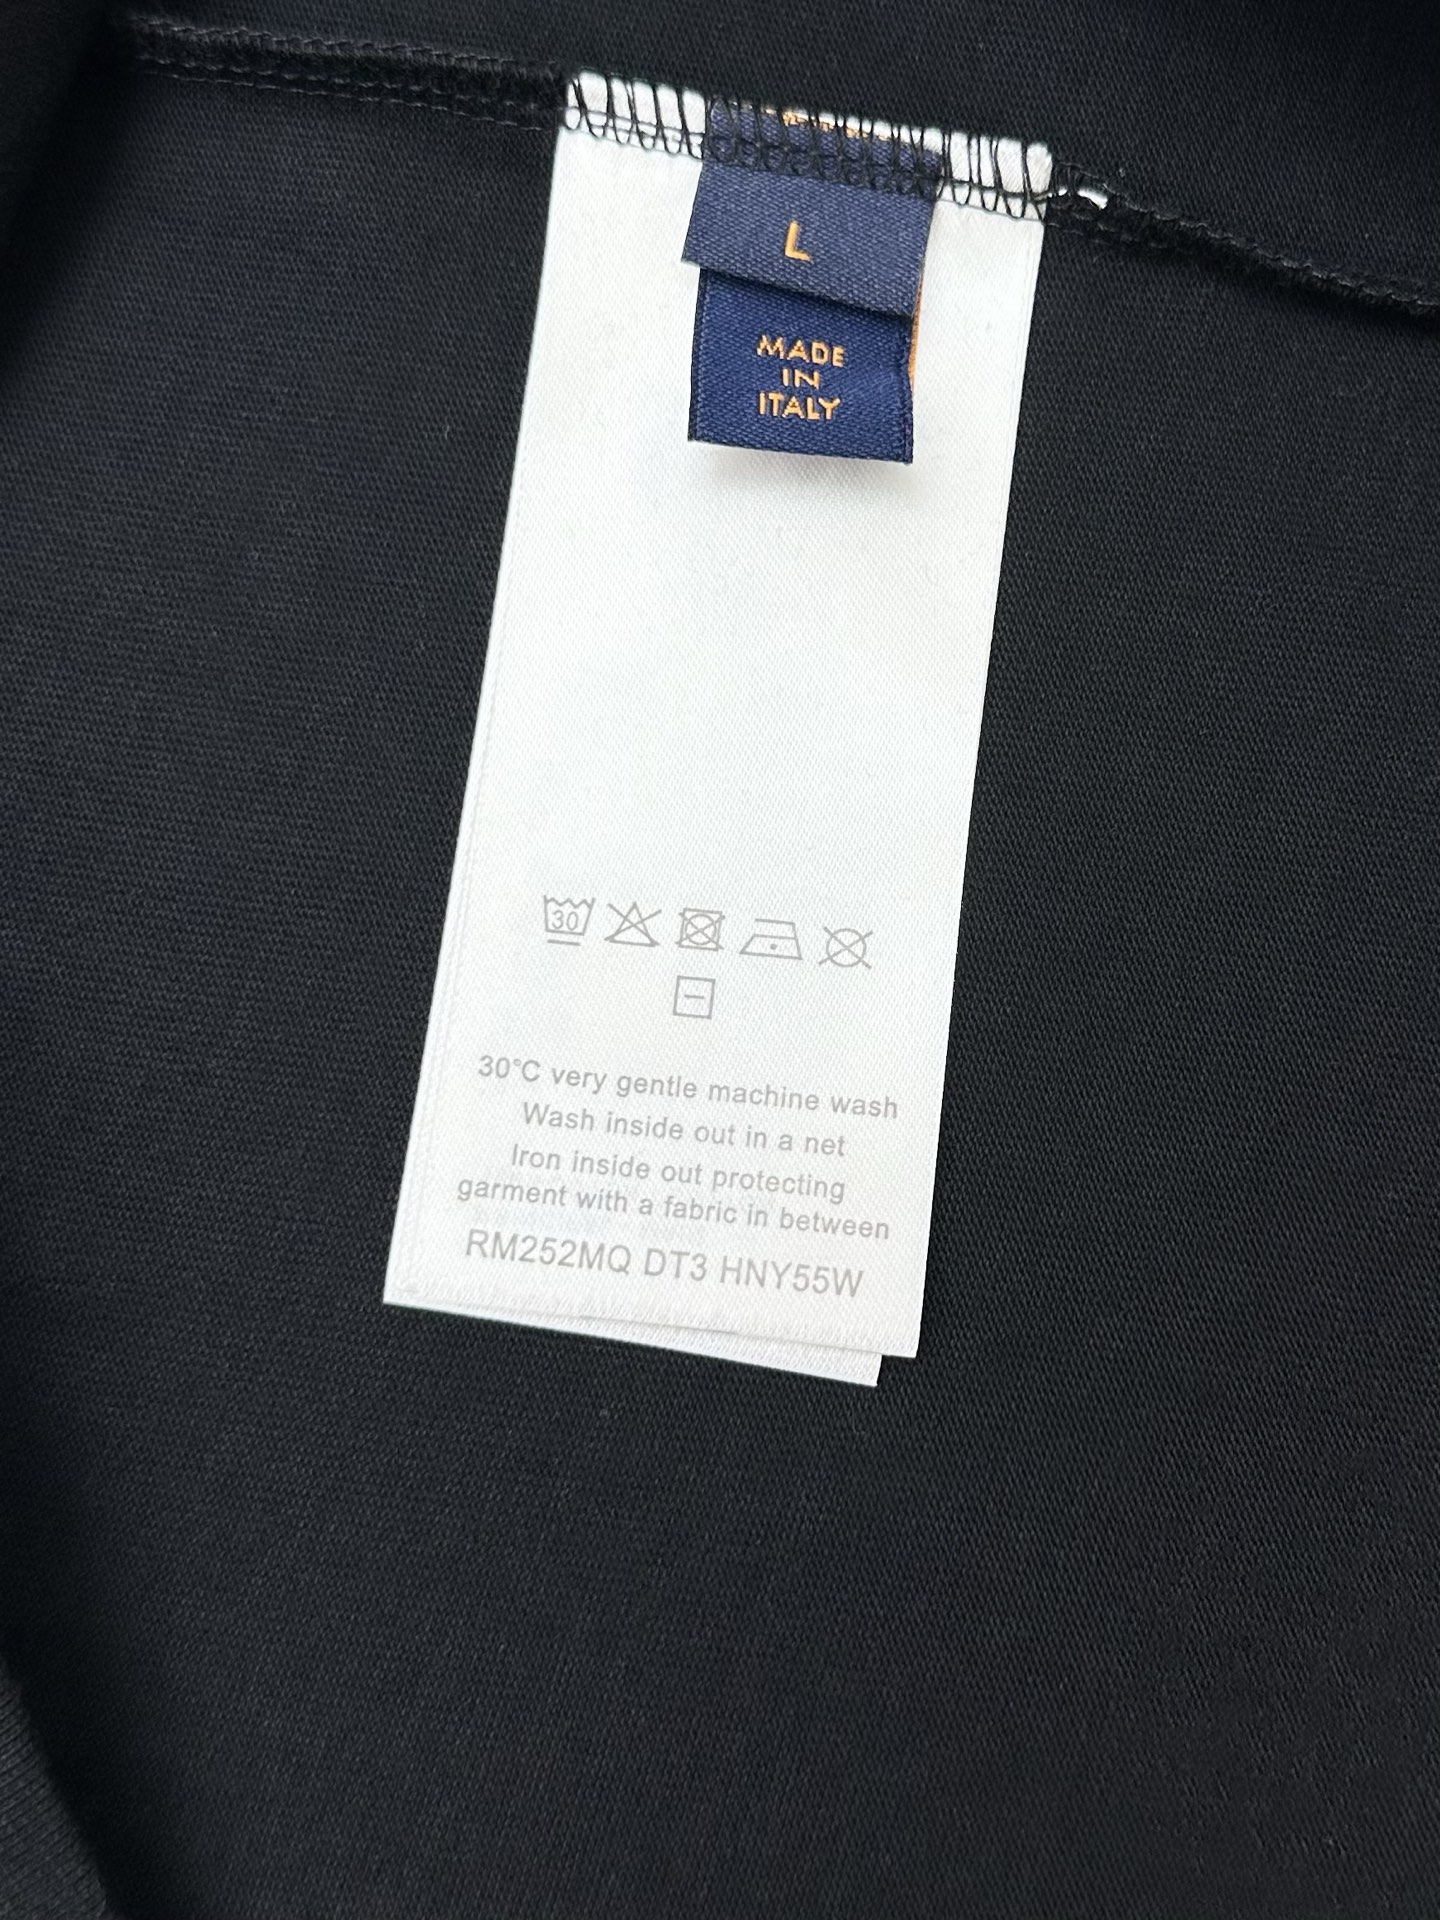 L
MADE
IN
ITALY
30
30°C very gentle machine wash
Wash inside out in a net
Iron inside out protecting
garment with a fabric in between
RM252MQ DT3 HNY55W